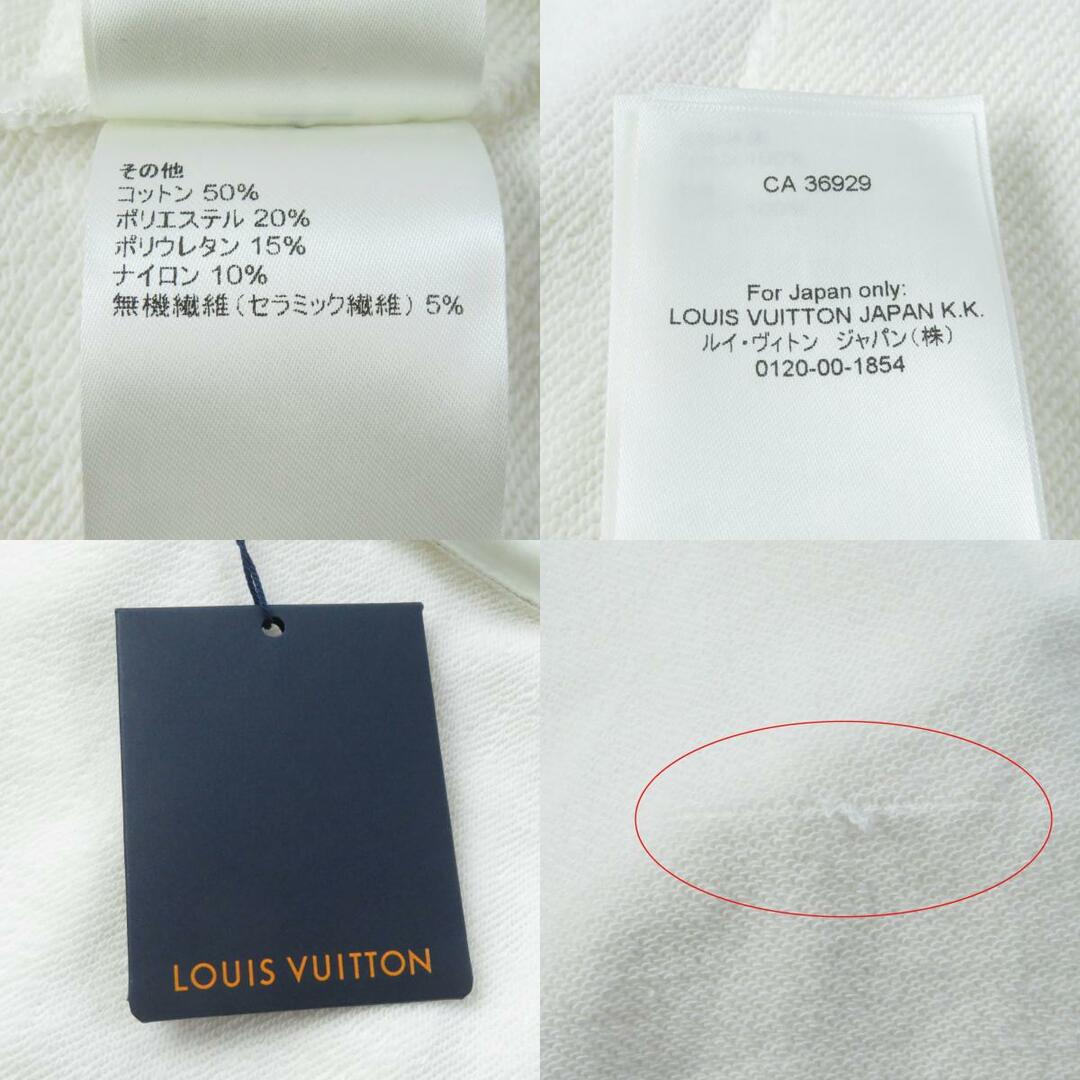 その他
コットン 50%
ポリエステル 20%
ポリウレタン 15%
ナイロン 10%
無機繊維(セラミック繊維) 5%
CA 36929
For Japan only:
LOUIS VUITTON JAPAN K.K.
ルイ・ヴィトン ジャパン(株)
0120-00-1854
LOUIS VUITTON